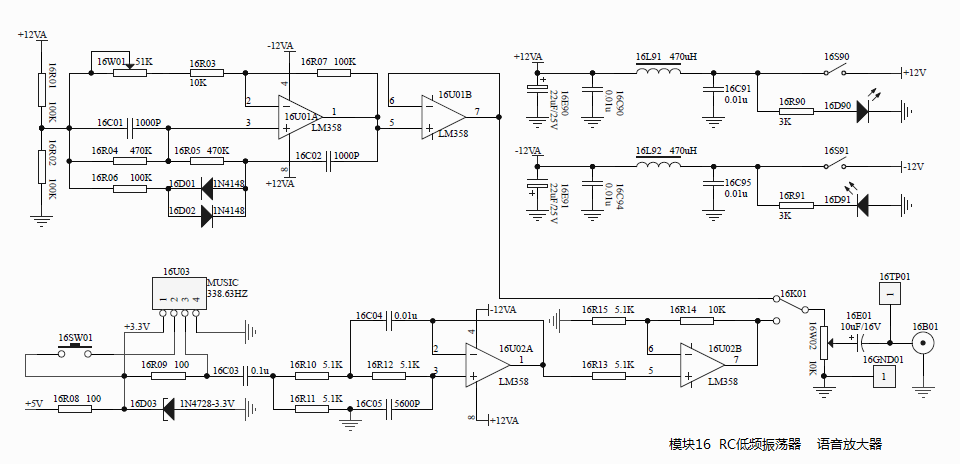 +12VA
-12VA
16W01 51K
16R03
10K
16R07 100K
16R01
100K
4
2
3
1
8
16U01A
LM358
+12VA
16C01 1000P
16R04 470K
16R05 470K
16C02 1000P
16R02
100K
16R06 100K
16D01 1N4148
16D02 1N4148
6
5
7
16U01B
LM358
+12VA
16L91 470uH
16S90
+12V
16E90
22uF/25V
16C90
0.01u
16C91
0.01u
16R90
3K
16D90
-12VA
16L92 470uH
16S91
-12V
16E91
22uF/25V
16C94
0.01u
16C95
0.01u
16R91
3K
16D91
16U03
MUSIC
338.63HZ
1 2 3 4
+3.3V
16SW01
16R09 100
+5V
16R08 100
16D03 1N4728-3.3V
16C03 0.1u
16R10 5.1K
16R11 5.1K
16C04 0.01u
16R12 5.1K
16C05 5600P
-12VA
4
2
3
1
8
16U02A
LM358
+12VA
16R15 5.1K
16R14 10K
16R13 5.1K
6
5
7
16U02B
LM358
16K01
16W02
10K
16TP01
1
16E01
10uF/16V
16B01
16GND01
1
模块16 RC低频振荡器 语音放大器